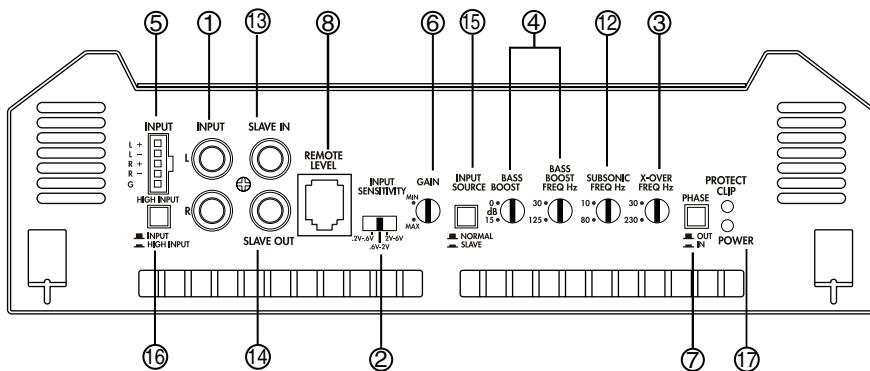 ⑤ ① ⑬ ⑧ ⑥ ⑮ ④ ⑫ ③
INPUT
L +
L −
R +
R −
G
HIGH INPUT
INPUT
HIGH INPUT
INPUT
L
R
SLAVE IN
SLAVE OUT
REMOTE
LEVEL
INPUT
SENSITIVITY
.2V-.6V
2V-6V
.6V-2V
GAIN
MIN
MAX
INPUT
SOURCE
NORMAL
SLAVE
BASS
BOOST
0
dB
15
BASS
BOOST
FREQ Hz
30
125
SUBSONIC
FREQ Hz
10
80
X-OVER
FREQ Hz
30
230
PHASE
OUT
IN
PROTECT
CLIP
POWER
⑯ ⑭ ② ⑦ ⑰